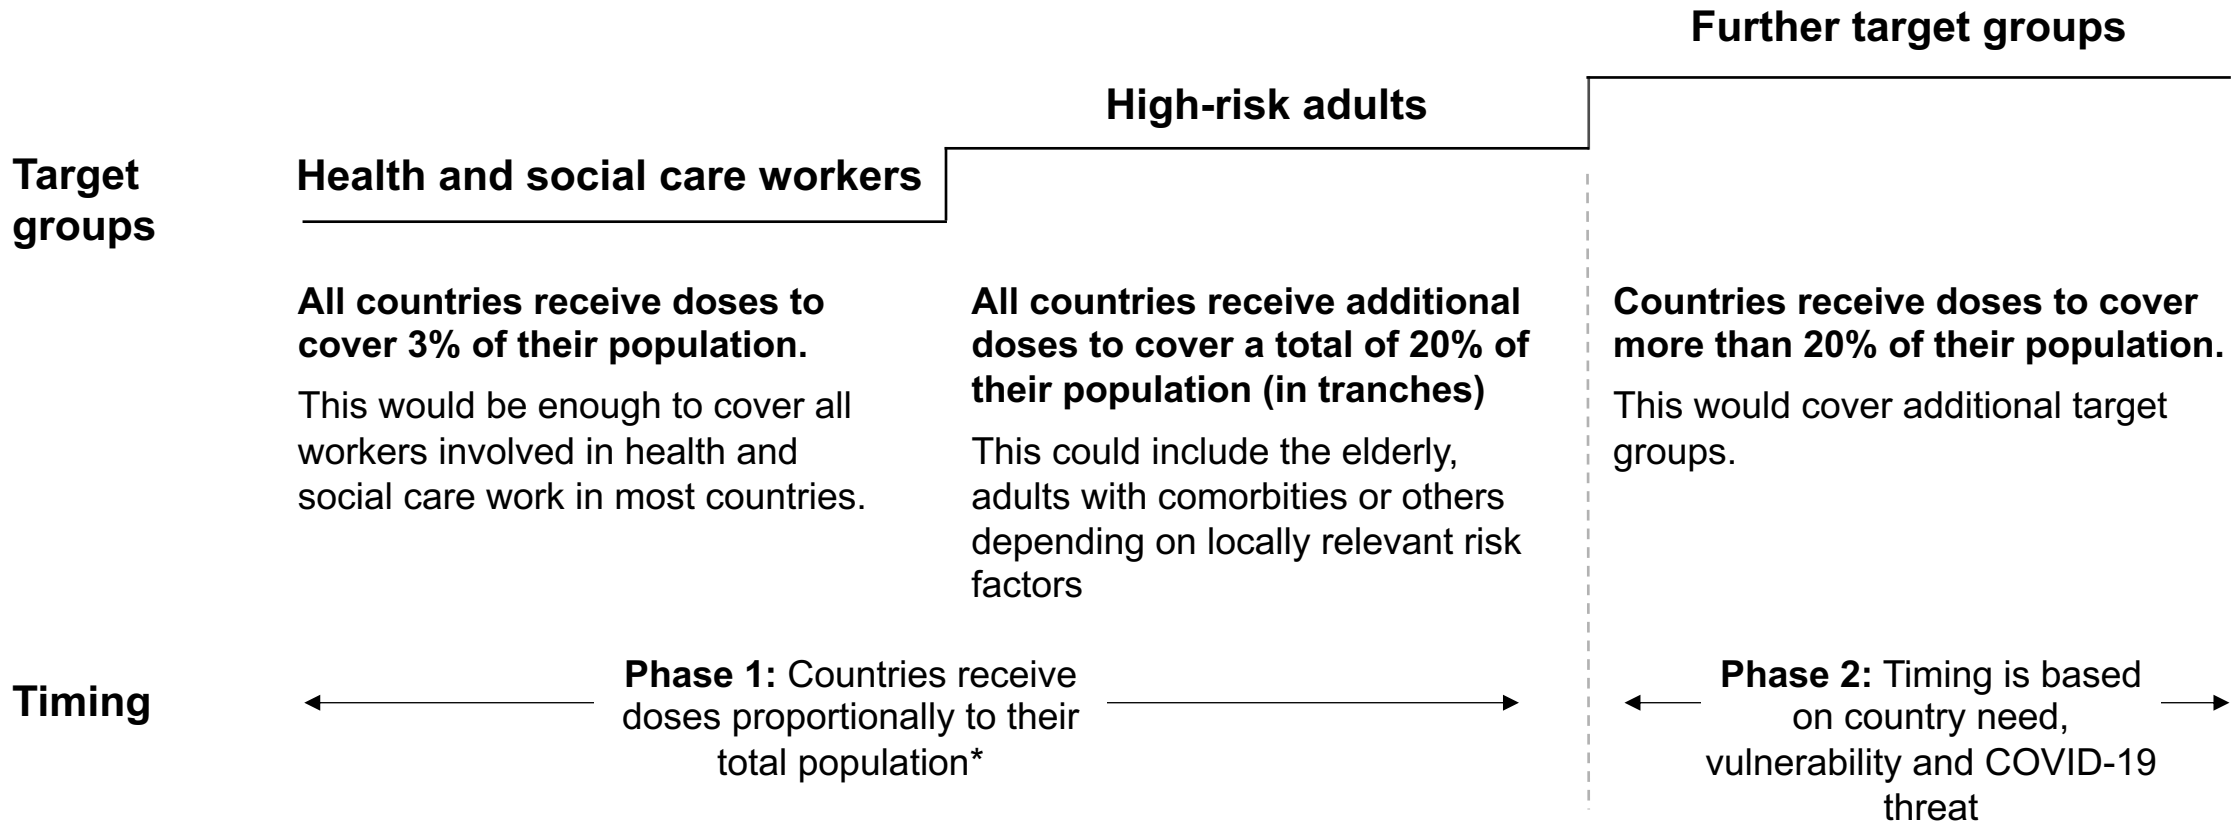 Further target groups
High-risk adults
Target
groups
Health and social care workers
All countries receive doses to
cover 3% of their population.
This would be enough to cover all
workers involved in health and
social care work in most countries.
All countries receive additional
doses to cover a total of 20% of
their population (in tranches)
This could include the elderly,
adults with comorbities or others
depending on locally relevant risk
factors
Countries receive doses to cover
more than 20% of their population.
This would cover additional target
groups.
Timing
Phase 1: Countries receive
doses proportionally to their
total population*
Phase 2: Timing is based
on country need,
vulnerability and COVID-19
threat